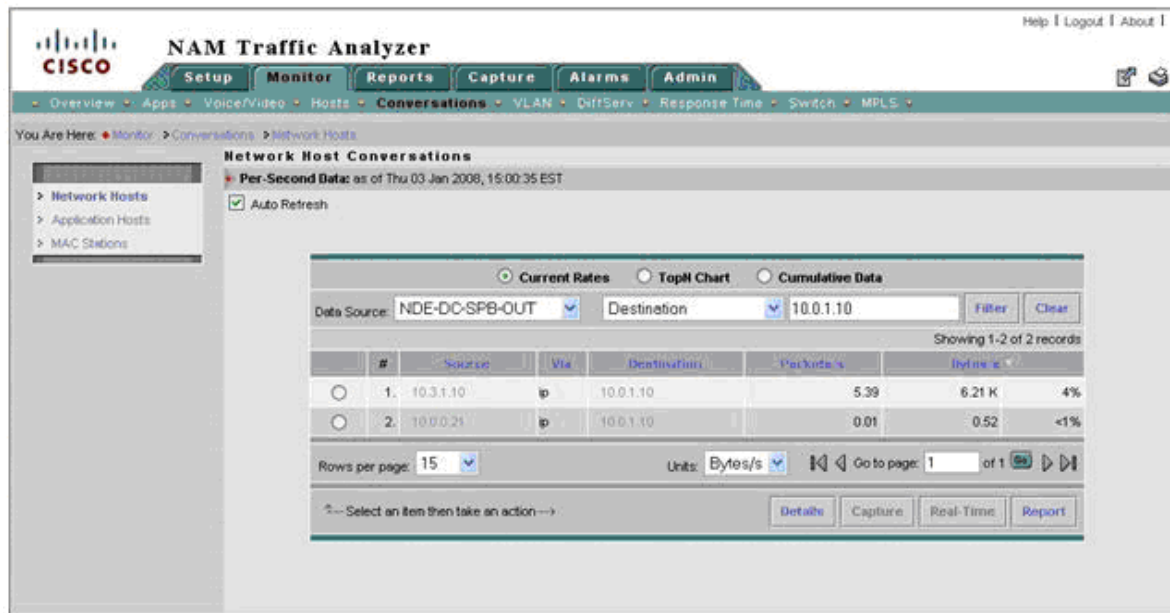 Help | Logout | About |
CISCO
NAM Traffic Analyzer
Setup Monitor Reports Capture Alarms Admin
Overview Apps Voice/Video Hosts Conversations VLAN DiffServ Response Time Switch MPLS
You Are Here: Monitor > Conversations > Network Hosts
Network Host Conversations
Per-Second Data: as of Thu 03 Jan 2008, 15:00:35 EST
> Network Hosts
> Application Hosts
> MAC Stations
Auto Refresh
Current Rates TopN Chart Cumulative Data
Data Source: NDE-DC-SPB-OUT Destination 10.0.1.10 Filter Clear
Showing 1-2 of 2 records
# Source Via Destination Packets/s Bytes/s
1. 10.3.1.10 ip 10.0.1.10 5.39 6.21 K 4%
2. 10.0.0.21 ip 10.0.1.10 0.01 0.52 <1%
Rows per page: 15 Units: Bytes/s Go to page: 1 of 1 Go
Select an item then take an action --> Details Capture Real-Time Report